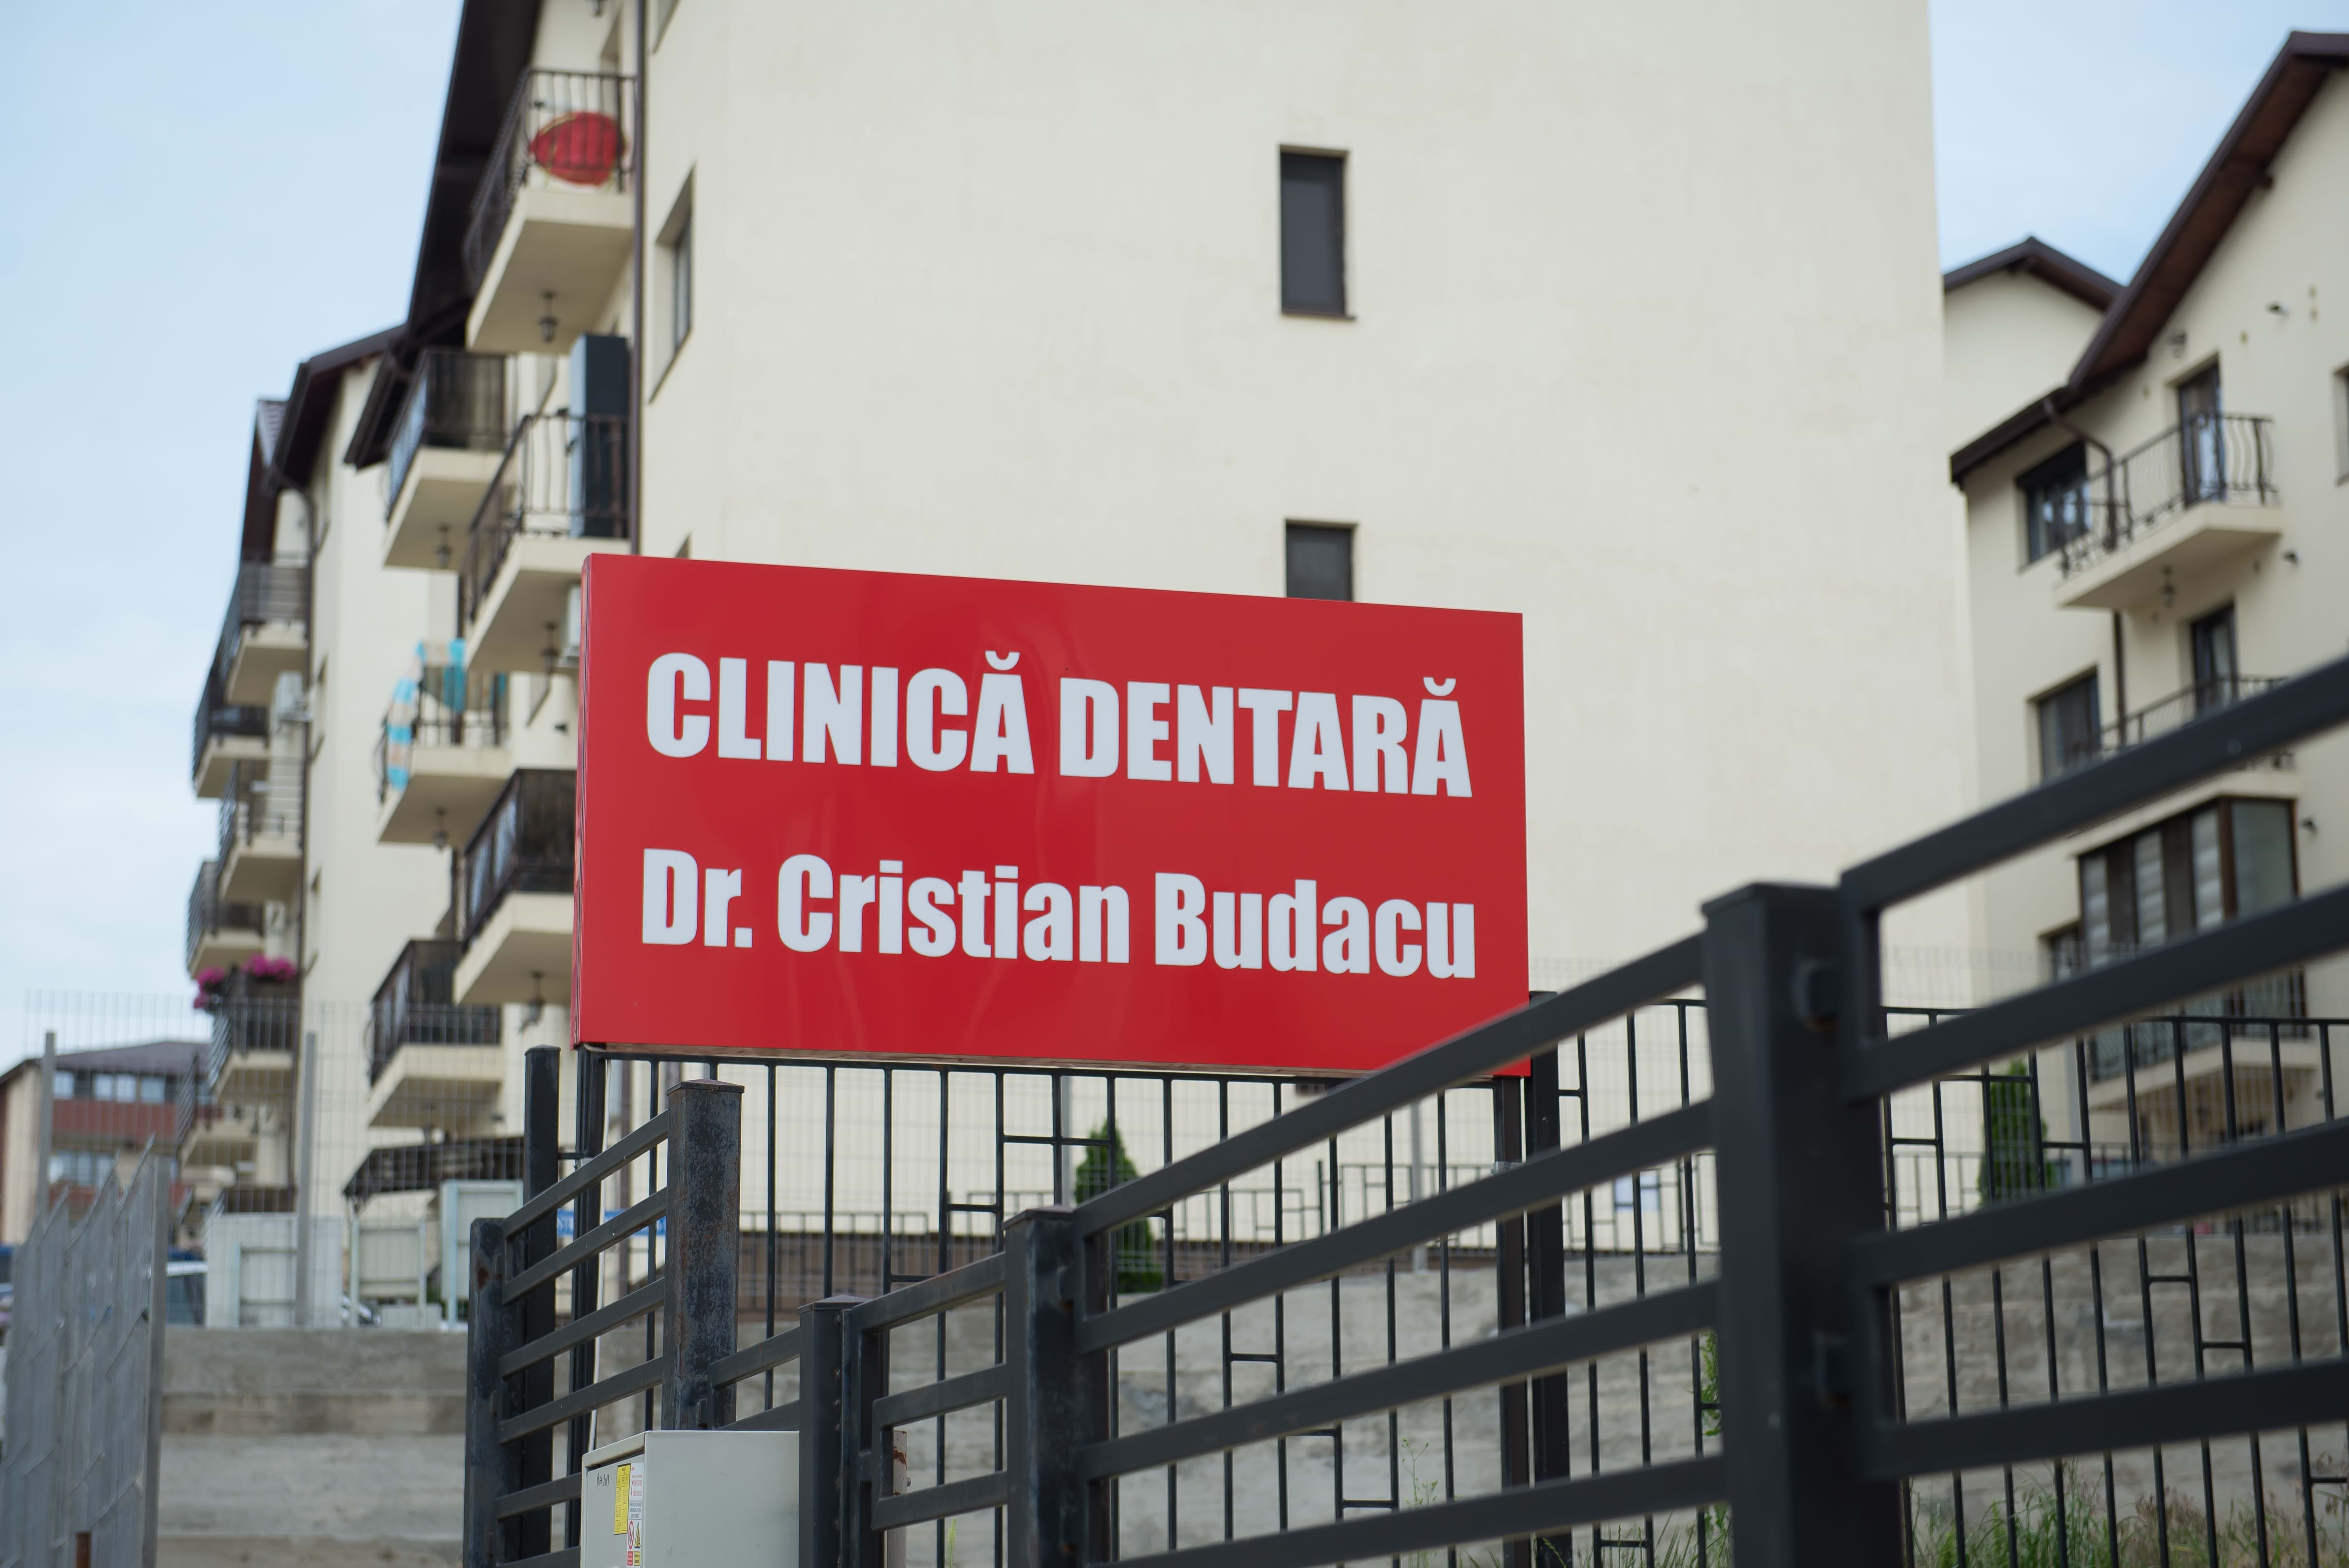 CLINICĂ DENTARĂ
Dr. Cristian Budacu